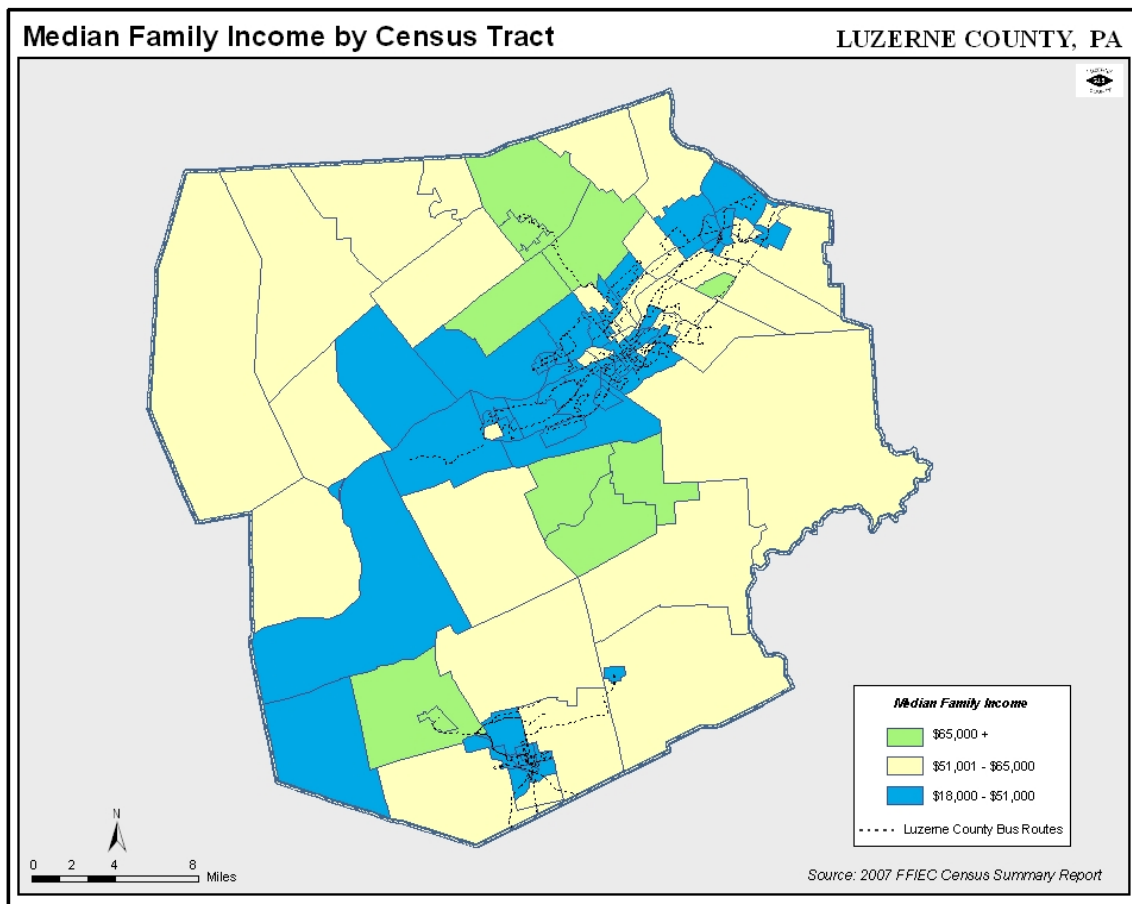 Median Family Income by Census Tract
LUZERNE COUNTY, PA
Median Family Income
$65,000 +
$51,001 - $65,000
$18,000 - $51,000
Luzerne County Bus Routes
N
0 2 4 8
Miles
Source: 2007 FFIEC Census Summary Report